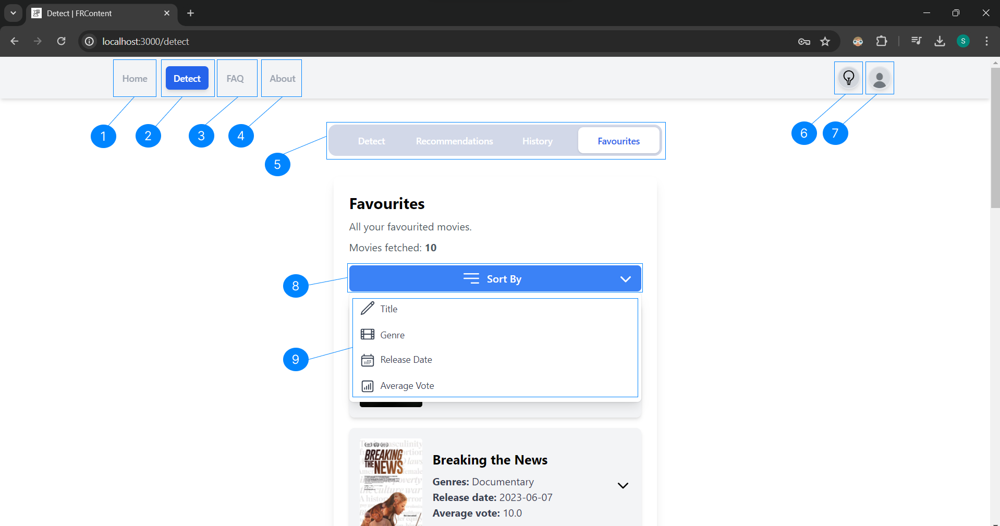 Detect | FRContent
localhost:3000/detect
S
Home
Detect
FAQ
About
1
2
3
4
6
7
Detect
Recommendations
History
Favourites
5
Favourites
All your favourited movies.
Movies fetched: 10
8
Sort By
Title
Genre
9
Release Date
Average Vote
BREAKING
THE NEWS
Breaking the News
Genres: Documentary
Release date: 2023-06-07
Average vote: 10.0